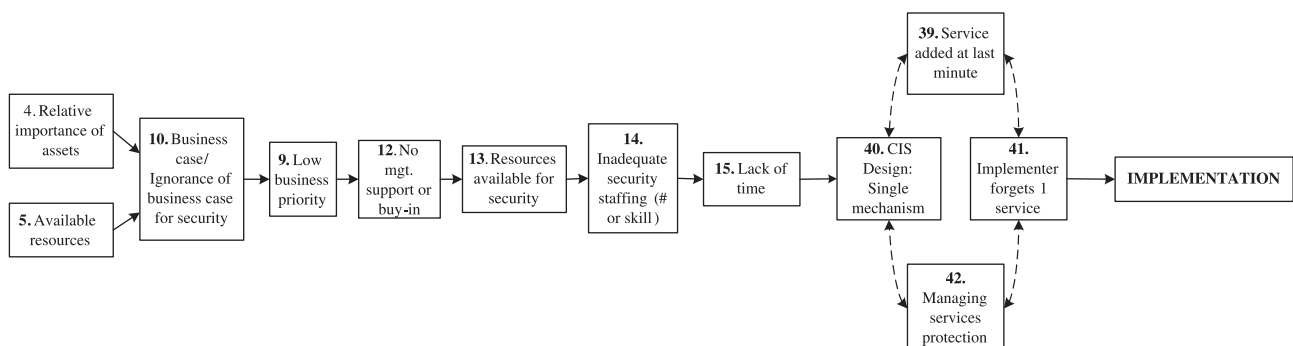 4. Relative
importance of
assets
5. Available
resources
10. Business
case/
Ignorance of
business case
for security
9. Low
business
priority
12. No
mgt.
support or
buy-in
13. Resources
available for
security
14.
Inadequate
security
staffing (#
or skill)
15. Lack of
time
39. Service
added at last
minute
40. CIS
Design:
Single
mechanism
41.
Implementer
forgets 1
service
42.
Managing
services
protection
IMPLEMENTATION